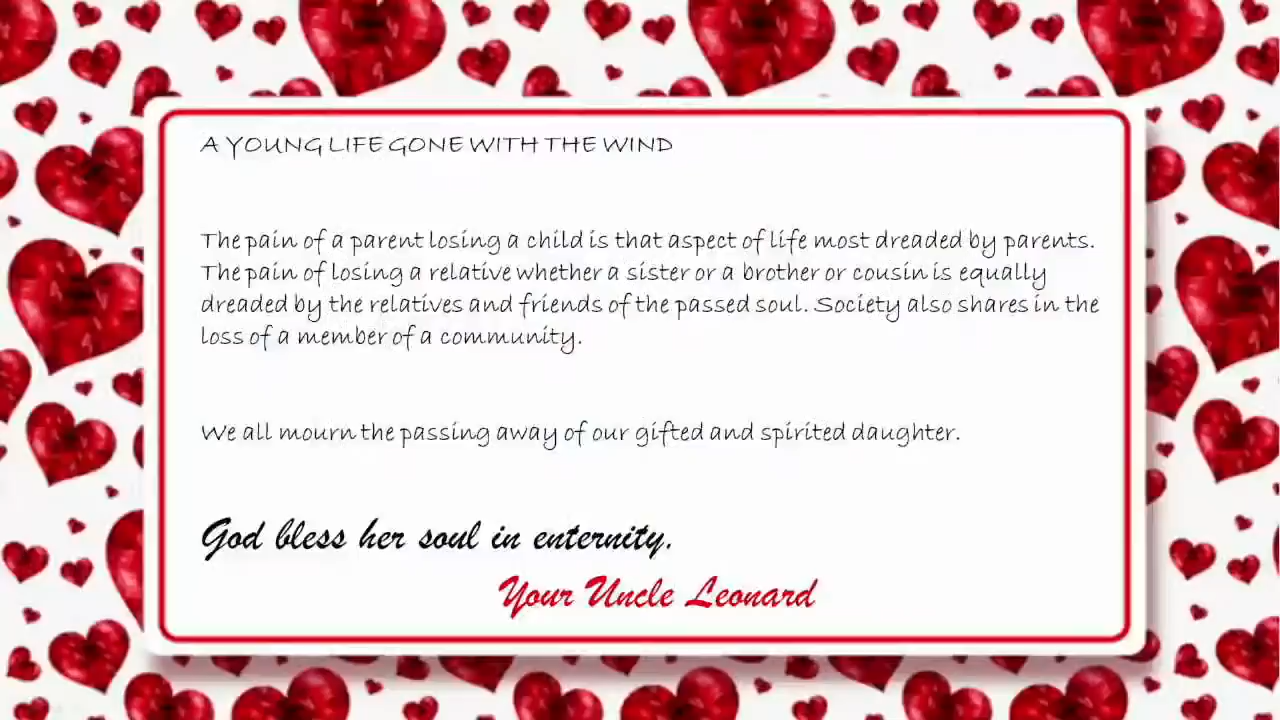 A YOUNG LIFE GONE WITH THE WIND
The pain of a parent losing a child is that aspect of life most dreaded by parents.
The pain of losing a relative whether a sister or a brother or cousin is equally
dreaded by the relatives and friends of the passed soul. Society also shares in the
loss of a member of a community.
We all mourn the passing away of our gifted and spirited daughter.
God bless her soul in enternity.
Your Uncle Leonard